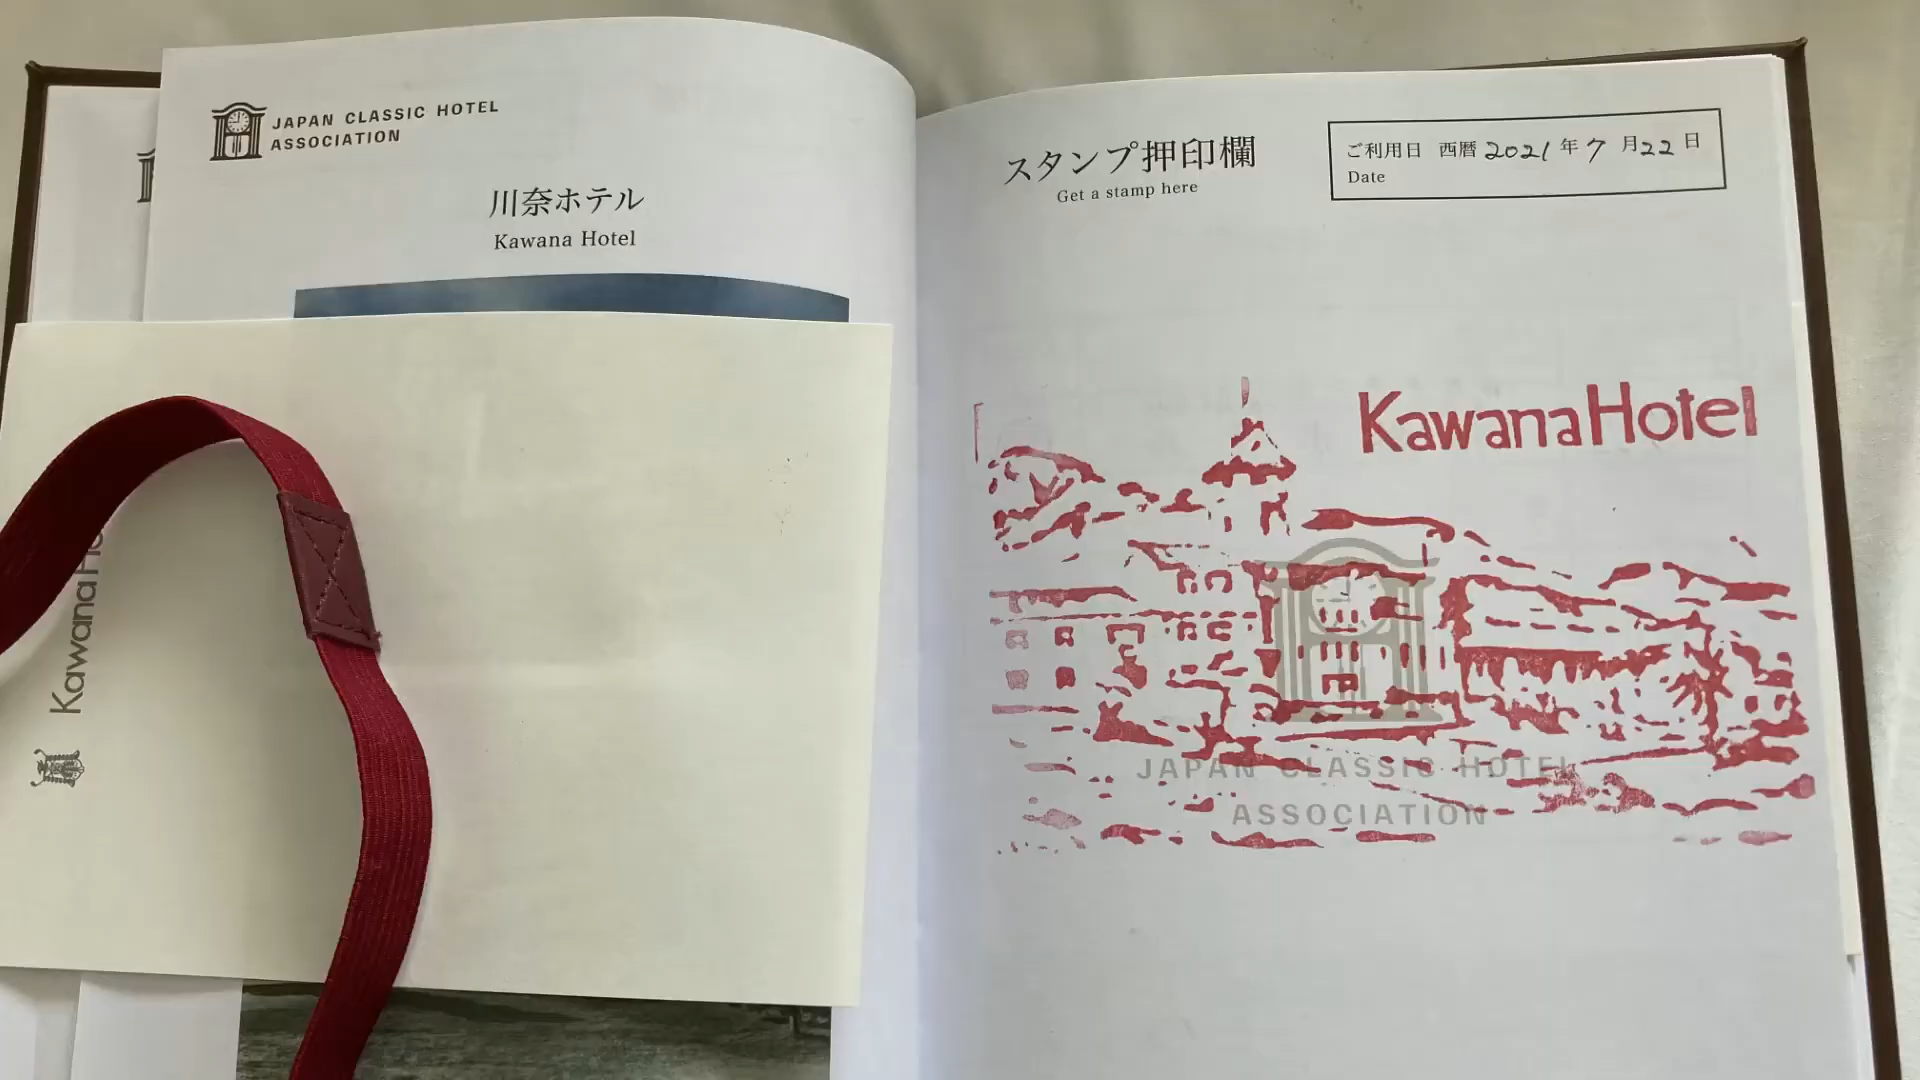 JAPAN CLASSIC HOTEL
ASSOCIATION
川奈ホテル
Kawana Hotel
Kawana Ho
スタンプ押印欄
Get a stamp here
ご利用日 西暦 2021 年 7 月 22 日
Date
Kawana Hotel
JAPAN CLASSIC HOTEL
ASSOCIATION